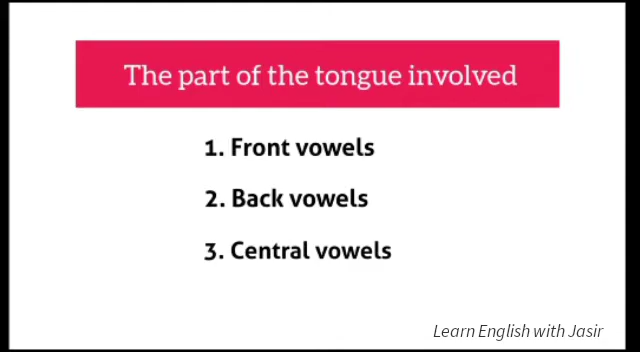 The part of the tongue involved
1. Front vowels
2. Back vowels
3. Central vowels
Learn English with Jasir